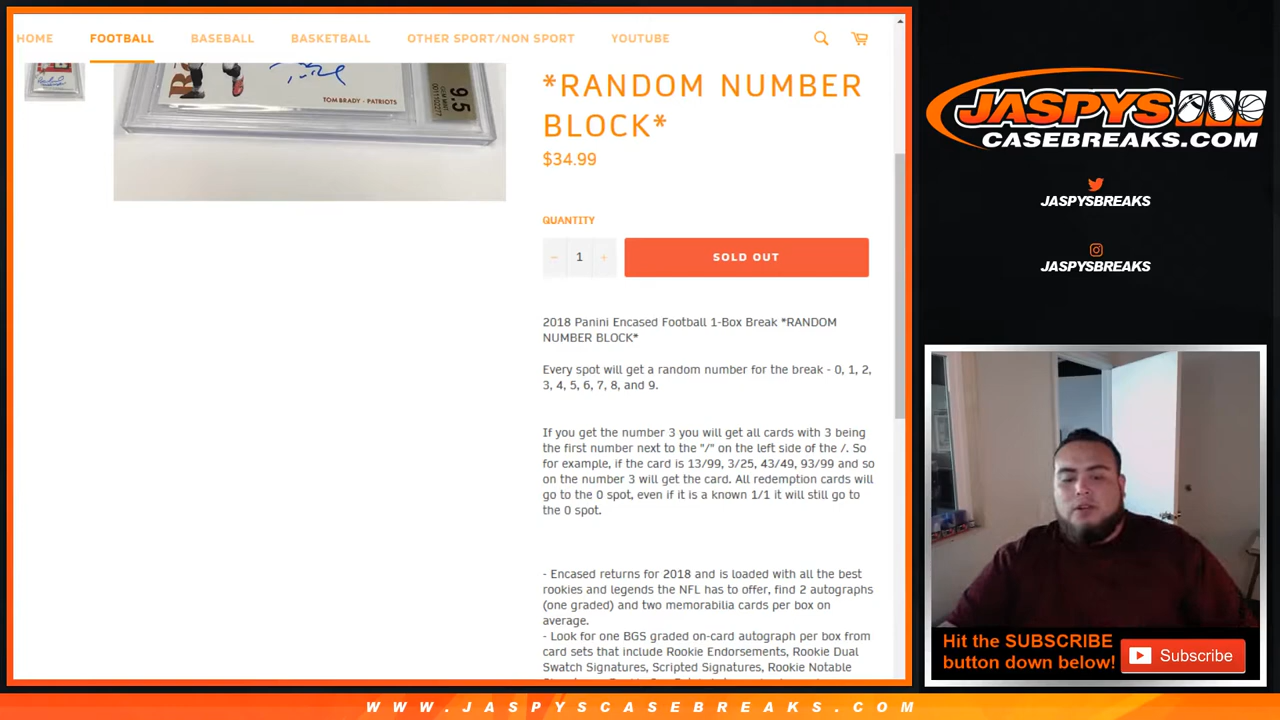 HOME
FOOTBALL
BASEBALL
BASKETBALL
OTHER SPORT/NON SPORT
YOUTUBE
TOM BRADY - PATRIOTS
9.5
*RANDOM NUMBER
BLOCK*
$34.99
QUANTITY
− 1 +
SOLD OUT
2018 Panini Encased Football 1-Box Break *RANDOM
NUMBER BLOCK*
Every spot will get a random number for the break - 0, 1, 2,
3, 4, 5, 6, 7, 8, and 9.
If you get the number 3 you will get all cards with 3 being
the first number next to the "/" on the left side of the /. So
for example, if the card is 13/99, 3/25, 43/49, 93/99 and so
on the number 3 will get the card. All redemption cards will
go to the 0 spot, even if it is a known 1/1 it will still go to
the 0 spot.
- Encased returns for 2018 and is loaded with all the best
rookies and legends the NFL has to offer, find 2 autographs
(one graded) and two memorabilia cards per box on
average.
- Look for one BGS graded on-card autograph per box from
card sets that include Rookie Endorsements, Rookie Dual
Swatch Signatures, Scripted Signatures, Rookie Notable
JASPYS
CASEBREAKS.COM
JASPYSBREAKS
JASPYSBREAKS
Hit the SUBSCRIBE
button down below!
Subscribe
WWW.JASPYSCASEBREAKS.COM